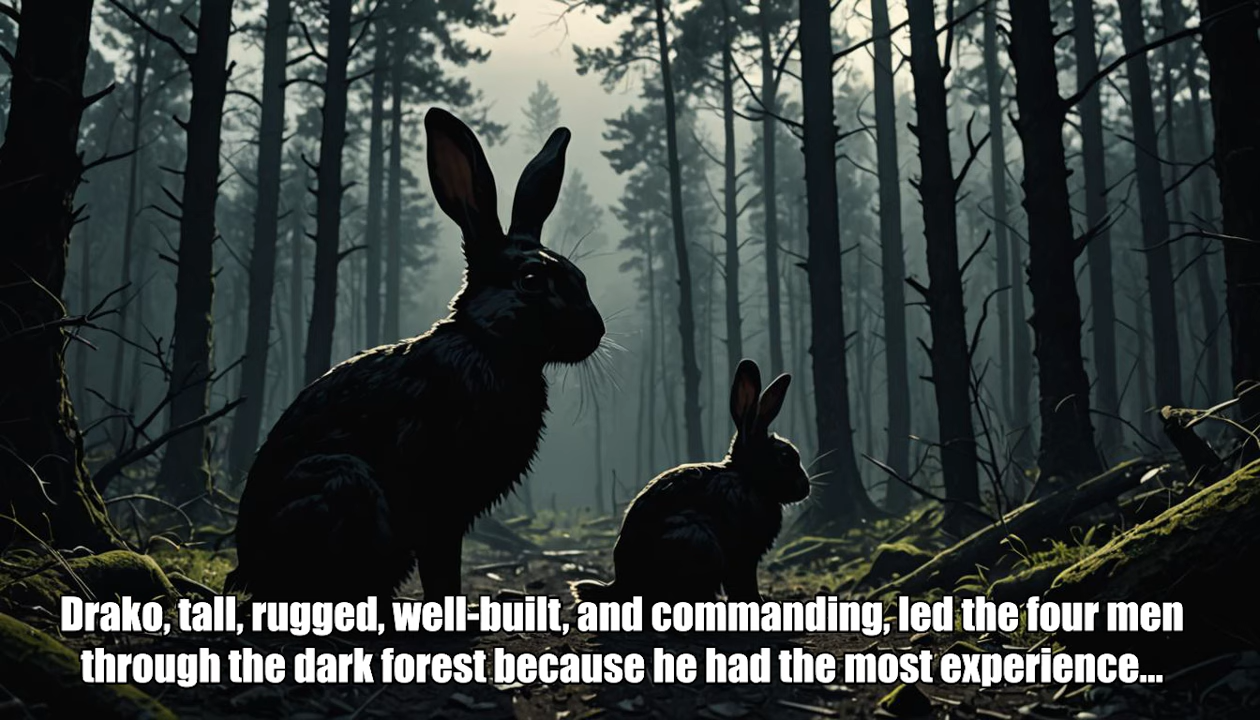 Drako, tall, rugged, well-built, and commanding, led the four men
through the dark forest because he had the most experience...